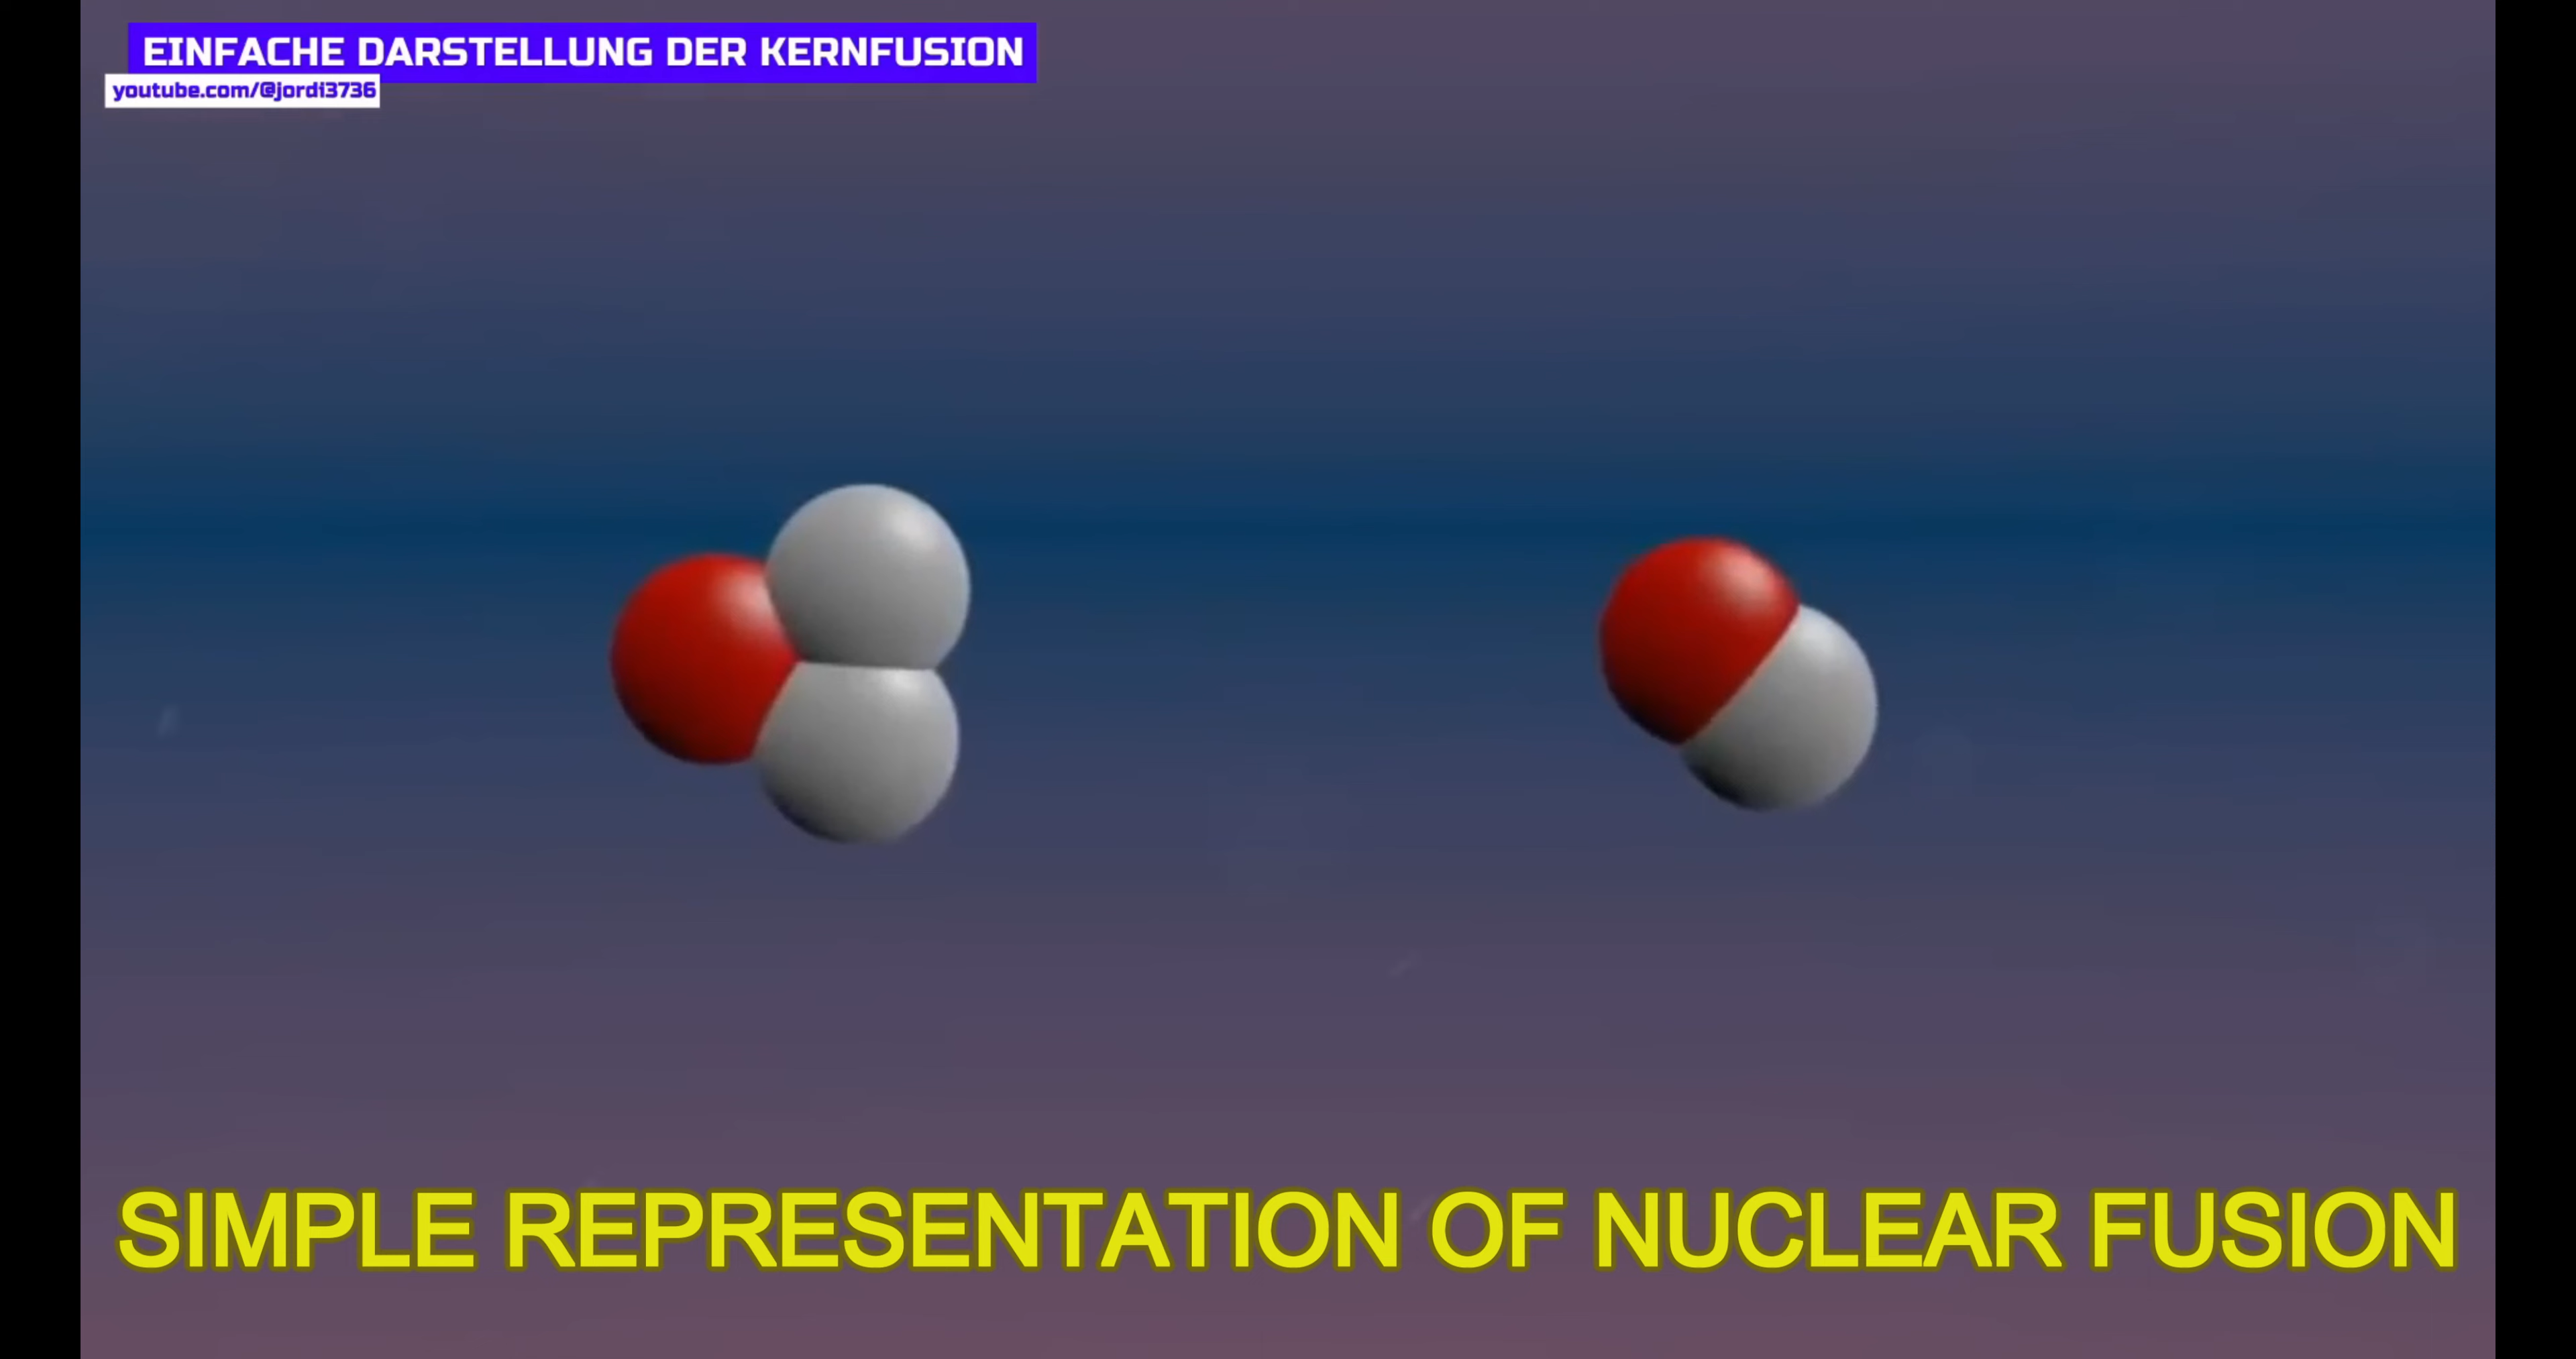 EINFACHE DARSTELLUNG DER KERNFUSION
youtube.com/@jordi3736
SIMPLE REPRESENTATION OF NUCLEAR FUSION